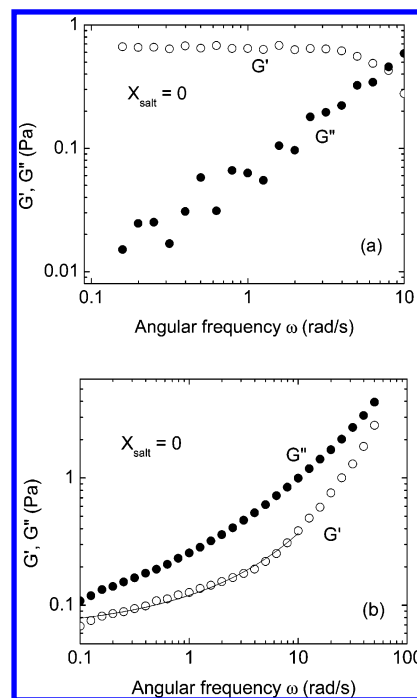 1
0.1
0.01
G', G" (Pa)
G'
X_salt = 0
G"
(a)
0.1 1 10
Angular frequency ω (rad/s)
1
0.1
G', G" (Pa)
X_salt = 0
G"
G'
(b)
0.1 1 10 100
Angular frequency ω (rad/s)